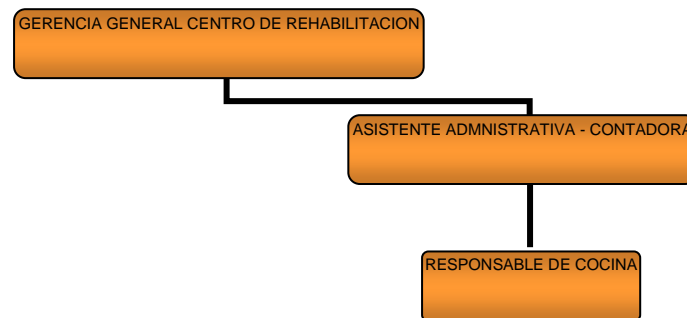 GERENCIA GENERAL CENTRO DE REHABILITACION
ASISTENTE ADMNISTRATIVA - CONTADORA
RESPONSABLE DE COCINA